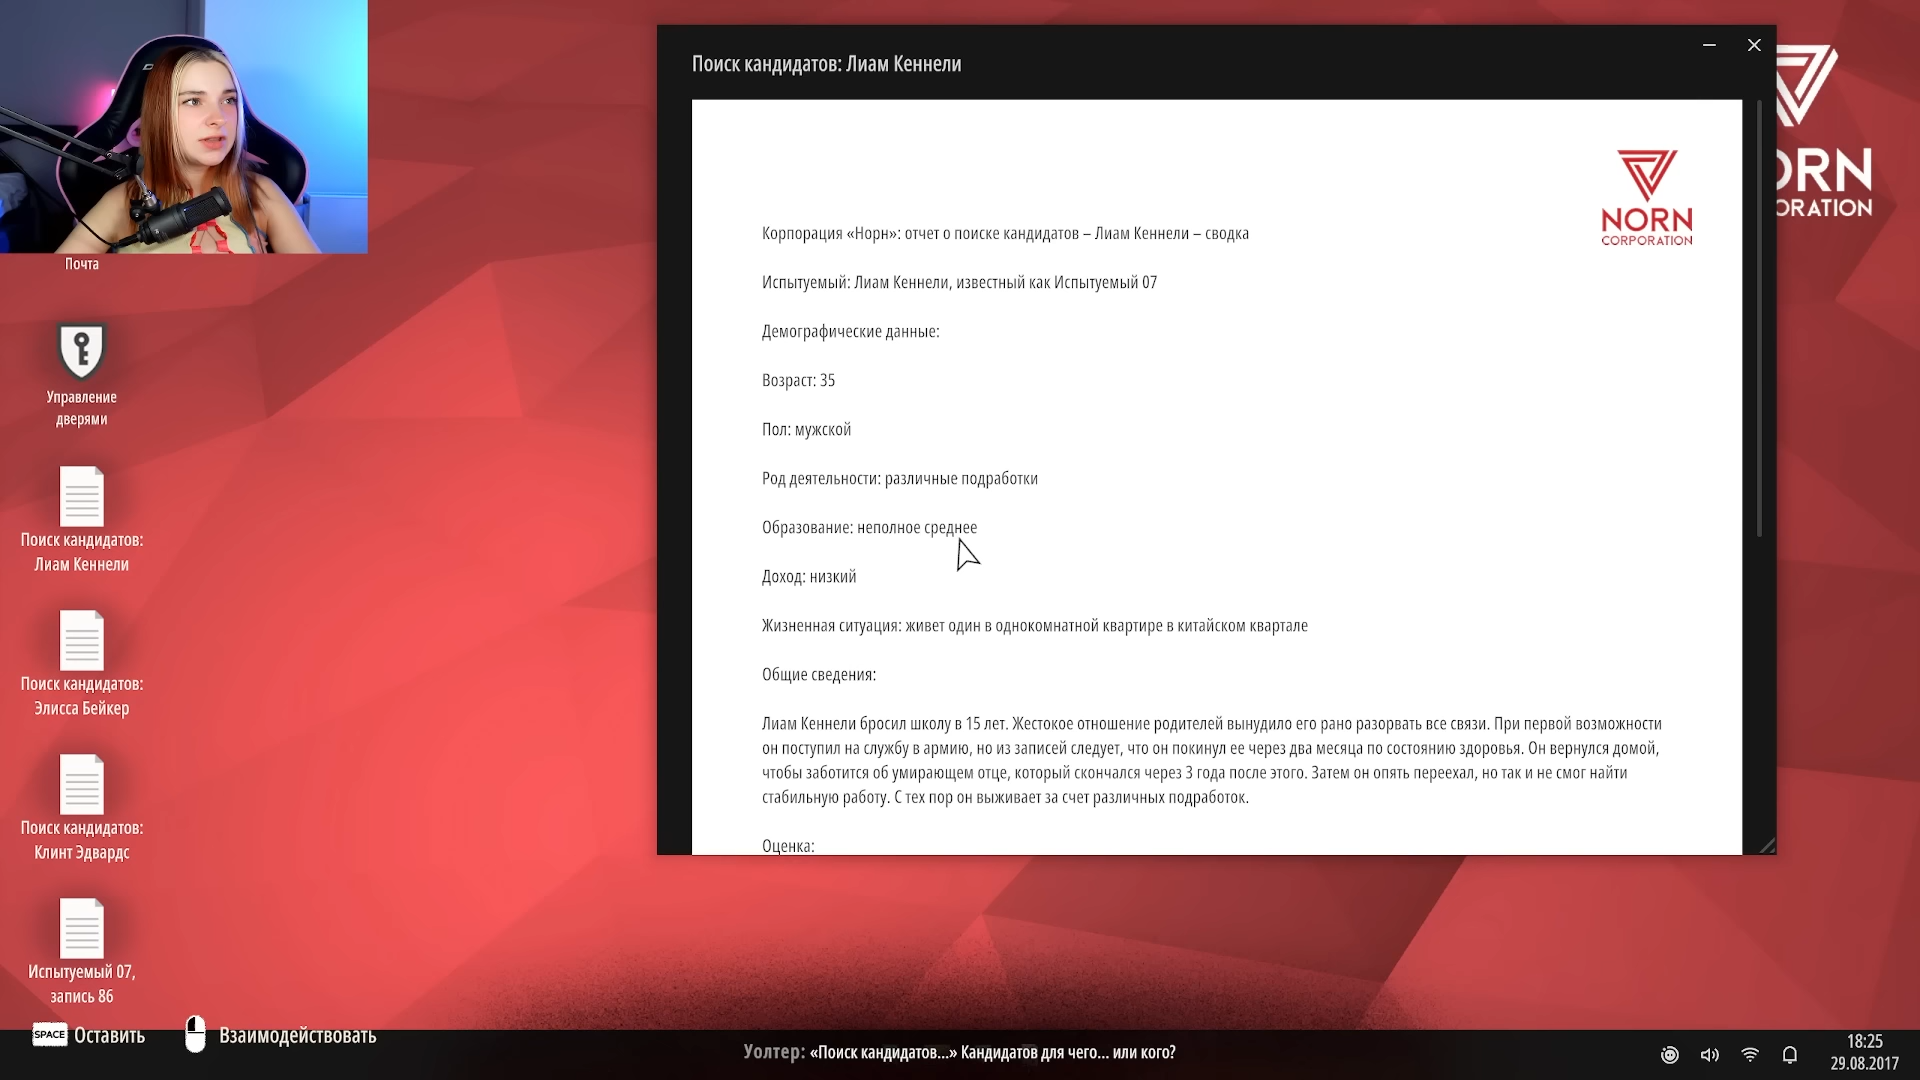 Почта
Управление
дверями
Поиск кандидатов:
Лиам Кеннели
Поиск кандидатов:
Элисса Бейкер
Поиск кандидатов:
Клинт Эдвардс
Испытуемый 07,
запись 86
Поиск кандидатов: Лиам Кеннели
NORN
CORPORATION
ORN
ORATION
Корпорация «Норн»: отчет о поиске кандидатов – Лиам Кеннели – сводка
Испытуемый: Лиам Кеннели, известный как Испытуемый 07
Демографические данные:
Возраст: 35
Пол: мужской
Род деятельности: различные подработки
Образование: неполное среднее
Доход: низкий
Жизненная ситуация: живет один в однокомнатной квартире в китайском квартале
Общие сведения:
Лиам Кеннели бросил школу в 15 лет. Жестокое отношение родителей вынудило его рано разорвать все связи. При первой возможности
он поступил на службу в армию, но из записей следует, что он покинул ее через два месяца по состоянию здоровья. Он вернулся домой,
чтобы заботится об умирающем отце, который скончался через 3 года после этого. Затем он опять переехал, но так и не смог найти
стабильную работу. С тех пор он выживает за счет различных подработок.
Оценка:
SPACE Оставить
Взаимодействовать
Уолтер: «Поиск кандидатов...» Кандидатов для чего... или кого?
18:25
29.08.2017